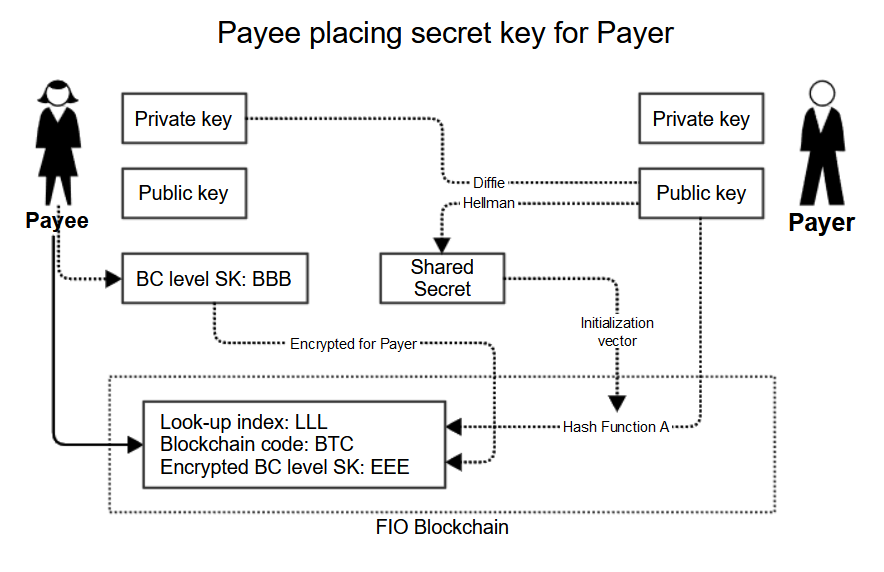 Payee placing secret key for Payer
Private key
Private key
Diffie
Public key
Public key
Hellman
Payee
Payer
BC level SK: BBB
Shared
Secret
Initialization
vector
Encrypted for Payer
Look-up index: LLL
Blockchain code: BTC
Encrypted BC level SK: EEE
Hash Function A
FIO Blockchain